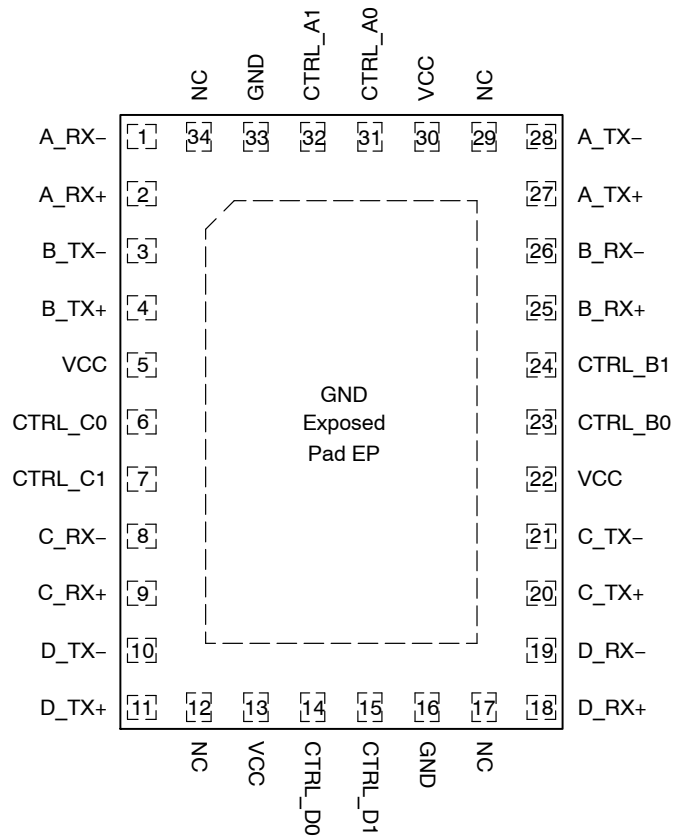 NC
GND
CTRL_A1
CTRL_A0
VCC
NC
A_RX− 1 34 33 32 31 30 29 28 A_TX−
A_RX+ 2 27 A_TX+
B_TX− 3 26 B_RX−
B_TX+ 4 25 B_RX+
VCC 5 24 CTRL_B1
GND
CTRL_C0 6 Exposed 23 CTRL_B0
Pad EP
CTRL_C1 7 22 VCC
C_RX− 8 21 C_TX−
C_RX+ 9 20 C_TX+
D_TX− 10 19 D_RX−
D_TX+ 11 12 13 14 15 16 17 18 D_RX+
NC
VCC
CTRL_D0
CTRL_D1
GND
NC